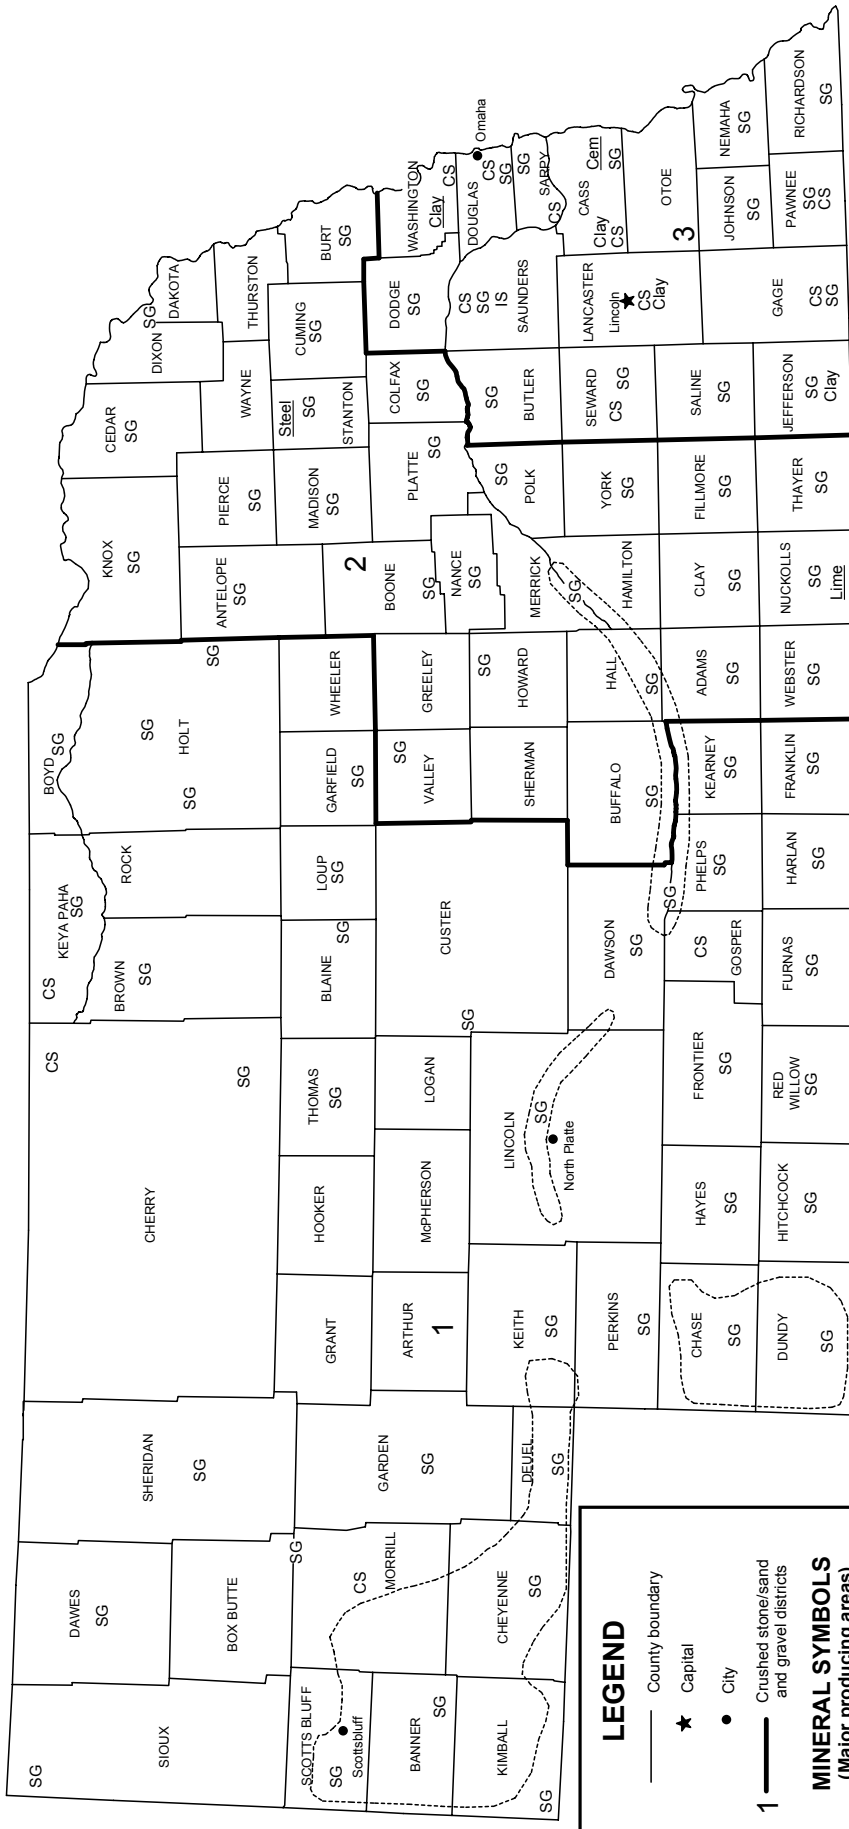 SIOUX
SG
DAWES
SG
BOX BUTTE
SHERIDAN
SG
SCOTTS BLUFF
SG
Scottsbluff
BANNER
SG
KIMBALL
SG
SG
MORRILL
CS
CHEYENNE
SG
GARDEN
SG
DEUEL
SG
CHERRY
CS
SG
GRANT
HOOKER
THOMAS
SG
ARTHUR
1
McPHERSON
LOGAN
KEITH
SG
LINCOLN
SG
North Platte
PERKINS
SG
CHASE
SG
DUNDY
SG
HAYES
SG
HITCHCOCK
SG
FRONTIER
SG
RED
WILLOW
SG
KEYA PAHA
CS
SG
BROWN
SG
ROCK
BOYD
SG
HOLT
SG
SG
SG
BLAINE
SG
LOUP
SG
GARFIELD
SG
WHEELER
CUSTER
SG
DAWSON
SG
SG
GOSPER
CS
FURNAS
SG
PHELPS
SG
HARLAN
SG
KEARNEY
SG
FRANKLIN
SG
VALLEY
SG
GREELEY
SHERMAN
HOWARD
SG
BUFFALO
SG
HALL
SG
ADAMS
SG
WEBSTER
SG
KNOX
SG
CEDAR
SG
DIXON
SG
DAKOTA
ANTELOPE
SG
PIERCE
SG
WAYNE
THURSTON
2
BOONE
SG
MADISON
SG
STANTON
SG
Steel
CUMING
SG
BURT
SG
NANCE
SG
PLATTE
SG
COLFAX
SG
MERRICK
SG
POLK
SG
HAMILTON
YORK
SG
CLAY
SG
FILLMORE
SG
NUCKOLLS
SG
Lime
THAYER
SG
DODGE
SG
WASHINGTON
Clay
CS
DOUGLAS
CS
SG
Omaha
SARPY
SG
CS
BUTLER
SG
SAUNDERS
CS
SG
IS
CASS
Clay
CS
Cem
SG
SEWARD
CS SG
LANCASTER
Lincoln
CS
Clay
OTOE
3
SALINE
SG
JEFFERSON
SG
Clay
GAGE
CS
SG
JOHNSON
SG
NEMAHA
SG
PAWNEE
SG
CS
RICHARDSON
SG
LEGEND
County boundary
Capital
City
1
Crushed stone/sand
and gravel districts
MINERAL SYMBOLS
(Major producing areas)